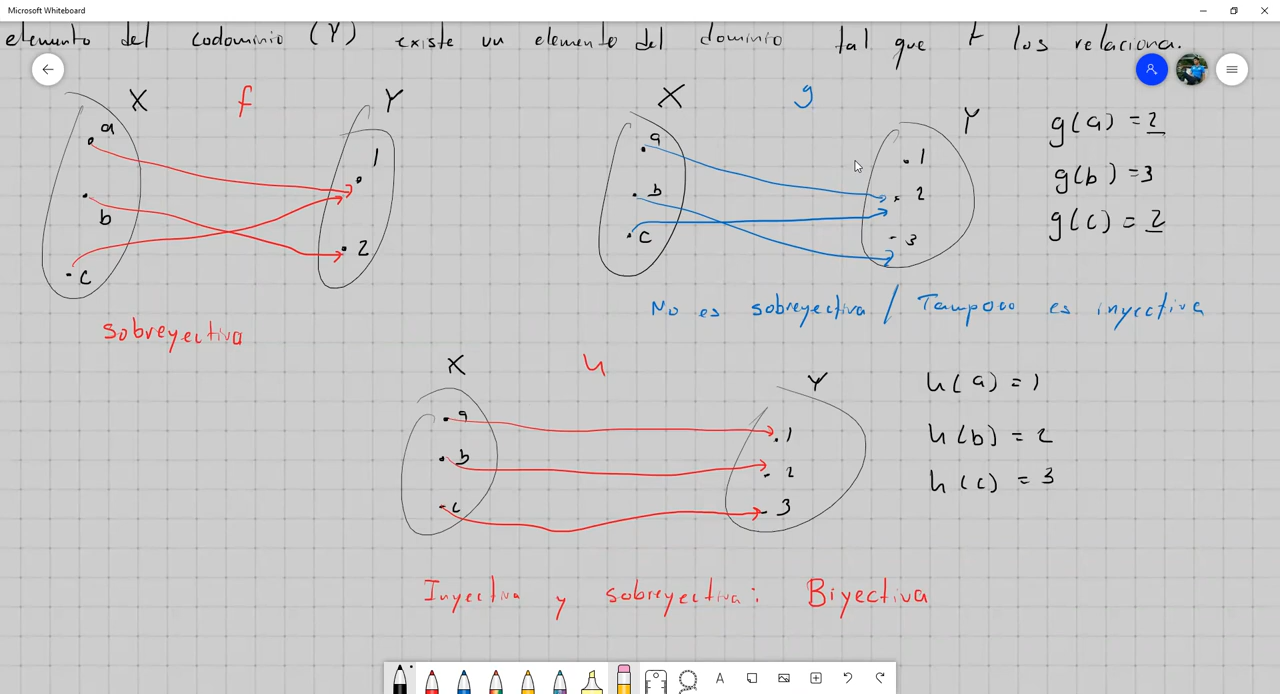 Microsoft Whiteboard
elemento del codominio (Y) existe un elemento del dominio tal que f los relaciona.
X f Y
a
b
c
1
2
sobreyectiva
X g Y
a
b
c
1
2
3
g(a) = 2
g(b) = 3
g(c) = 2
No es sobreyectiva / Tampoco es inyectiva
X h Y
a
b
c
1
2
3
h(a) = 1
h(b) = 2
h(c) = 3
Inyectiva y sobreyectiva: Biyectiva
A